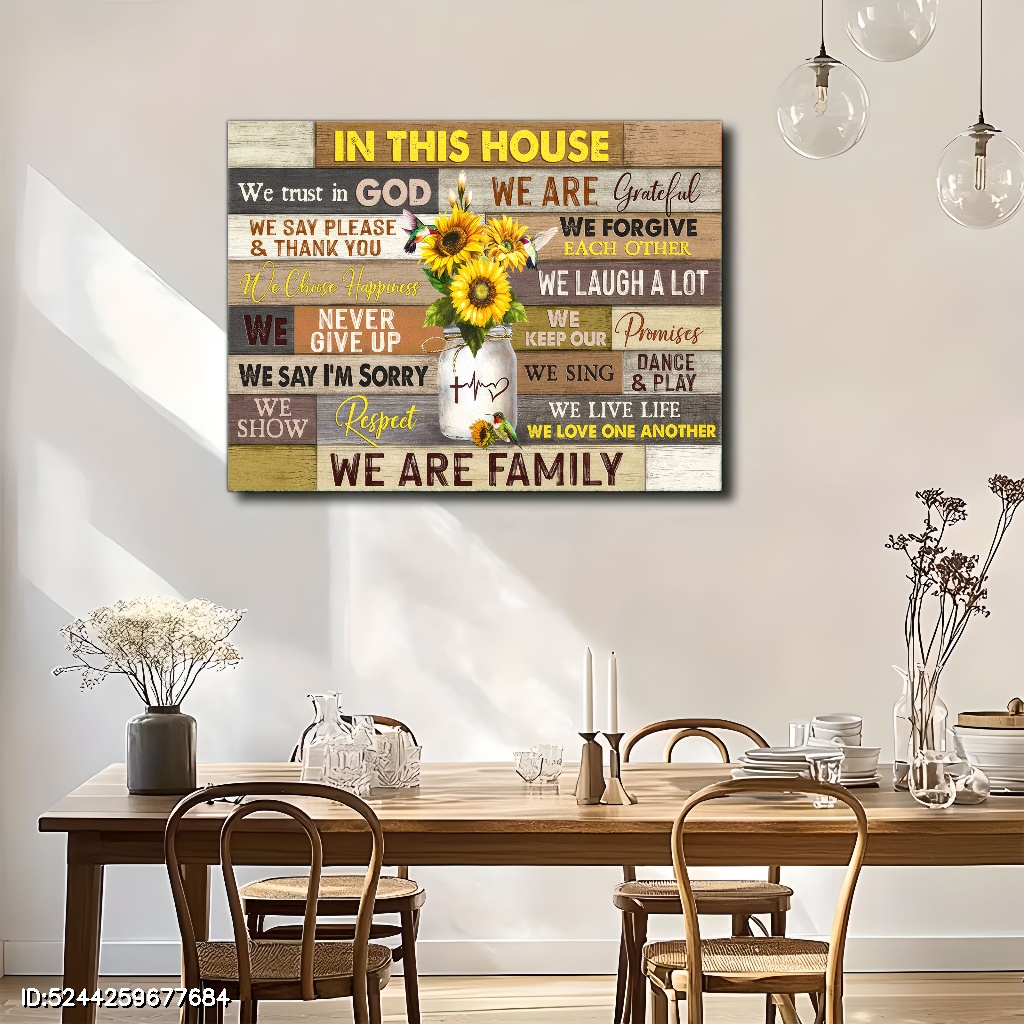 IN THIS HOUSE
We trust in GOD
WE ARE Grateful
WE SAY PLEASE
& THANK YOU
WE FORGIVE
EACH OTHER
We Choose Happiness
WE LAUGH A LOT
WE NEVER
GIVE UP
WE
KEEP OUR Promises
WE SAY I'M SORRY
WE SING DANCE
& PLAY
WE
SHOW Respect
WE LIVE LIFE
WE LOVE ONE ANOTHER
WE ARE FAMILY
ID:5244259677684